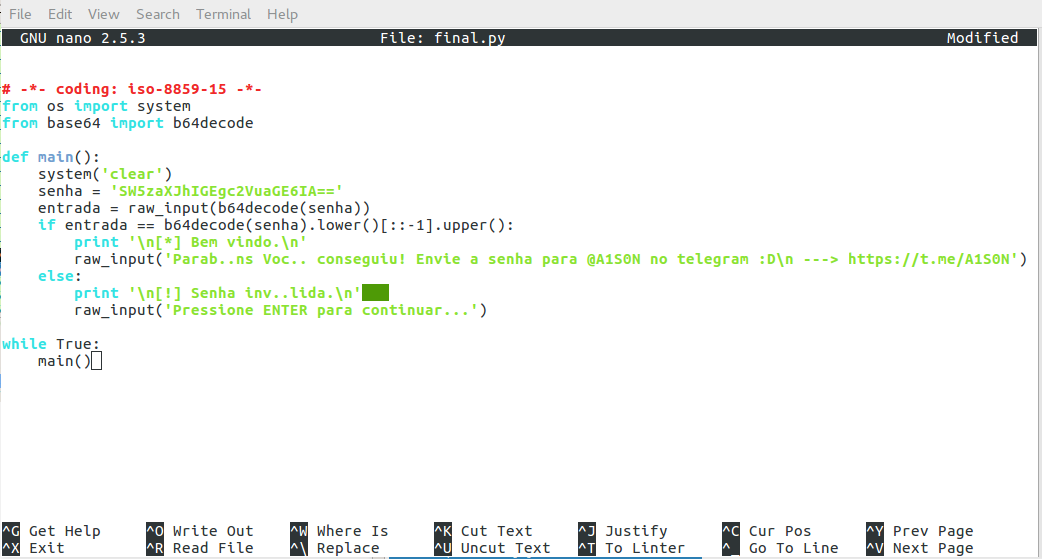 File Edit View Search Terminal Help
GNU nano 2.5.3 File: final.py Modified
# -*- coding: iso-8859-15 -*-
from os import system
from base64 import b64decode
def main():
    system('clear')
    senha = 'SW5zaXJhIGEgc2VuaGE6IA=='
    entrada = raw_input(b64decode(senha))
    if entrada == b64decode(senha).lower()[::-1].upper():
        print '\n[*] Bem vindo.\n'
        raw_input('Parab..ns Voc.. conseguiu! Envie a senha para @A1S0N no telegram :D\n ---> https://t.me/A1S0N')
    else:
        print '\n[!] Senha inv..lida.\n'
        raw_input('Pressione ENTER para continuar...')
while True:
    main()
^G Get Help ^O Write Out ^W Where Is ^K Cut Text ^J Justify ^C Cur Pos ^Y Prev Page
^X Exit ^R Read File ^\ Replace ^U Uncut Text ^T To Linter ^_ Go To Line ^V Next Page